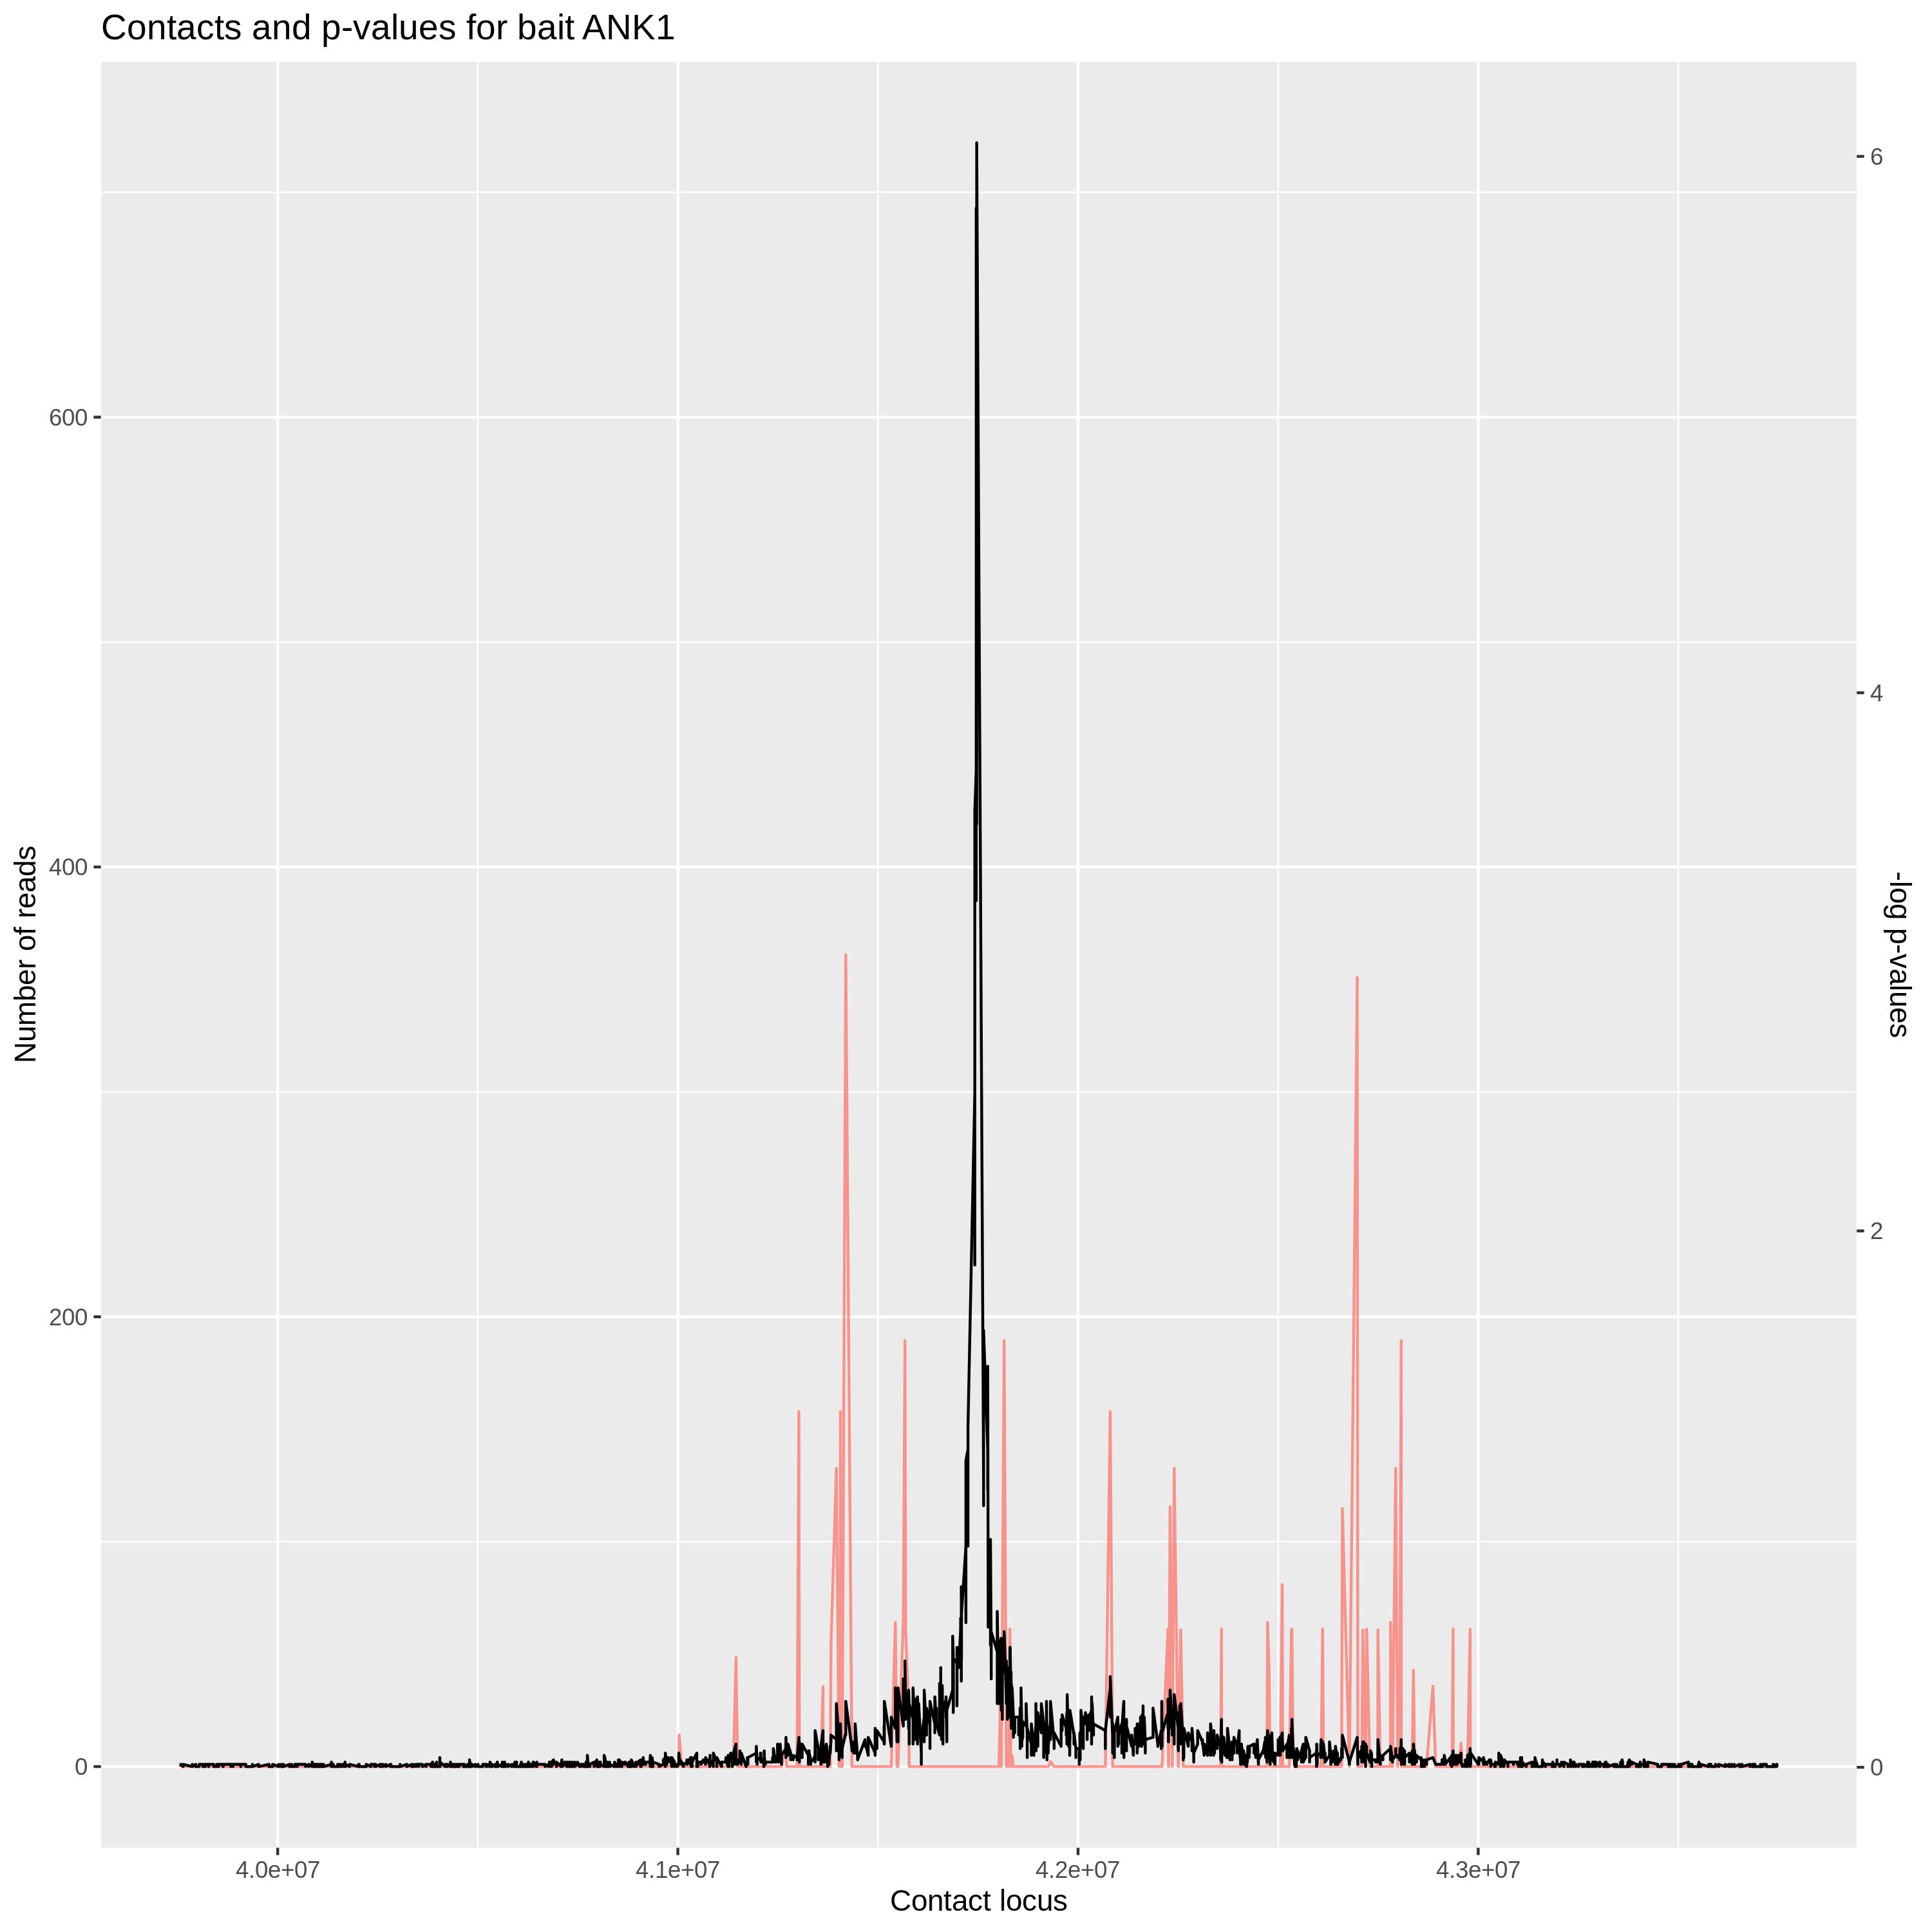 Contacts and p-values for bait ANK1
Number of reads
600
400
200
0
6
4
2
0
-log p-values
4.0e+07 4.1e+07 4.2e+07 4.3e+07
Contact locus